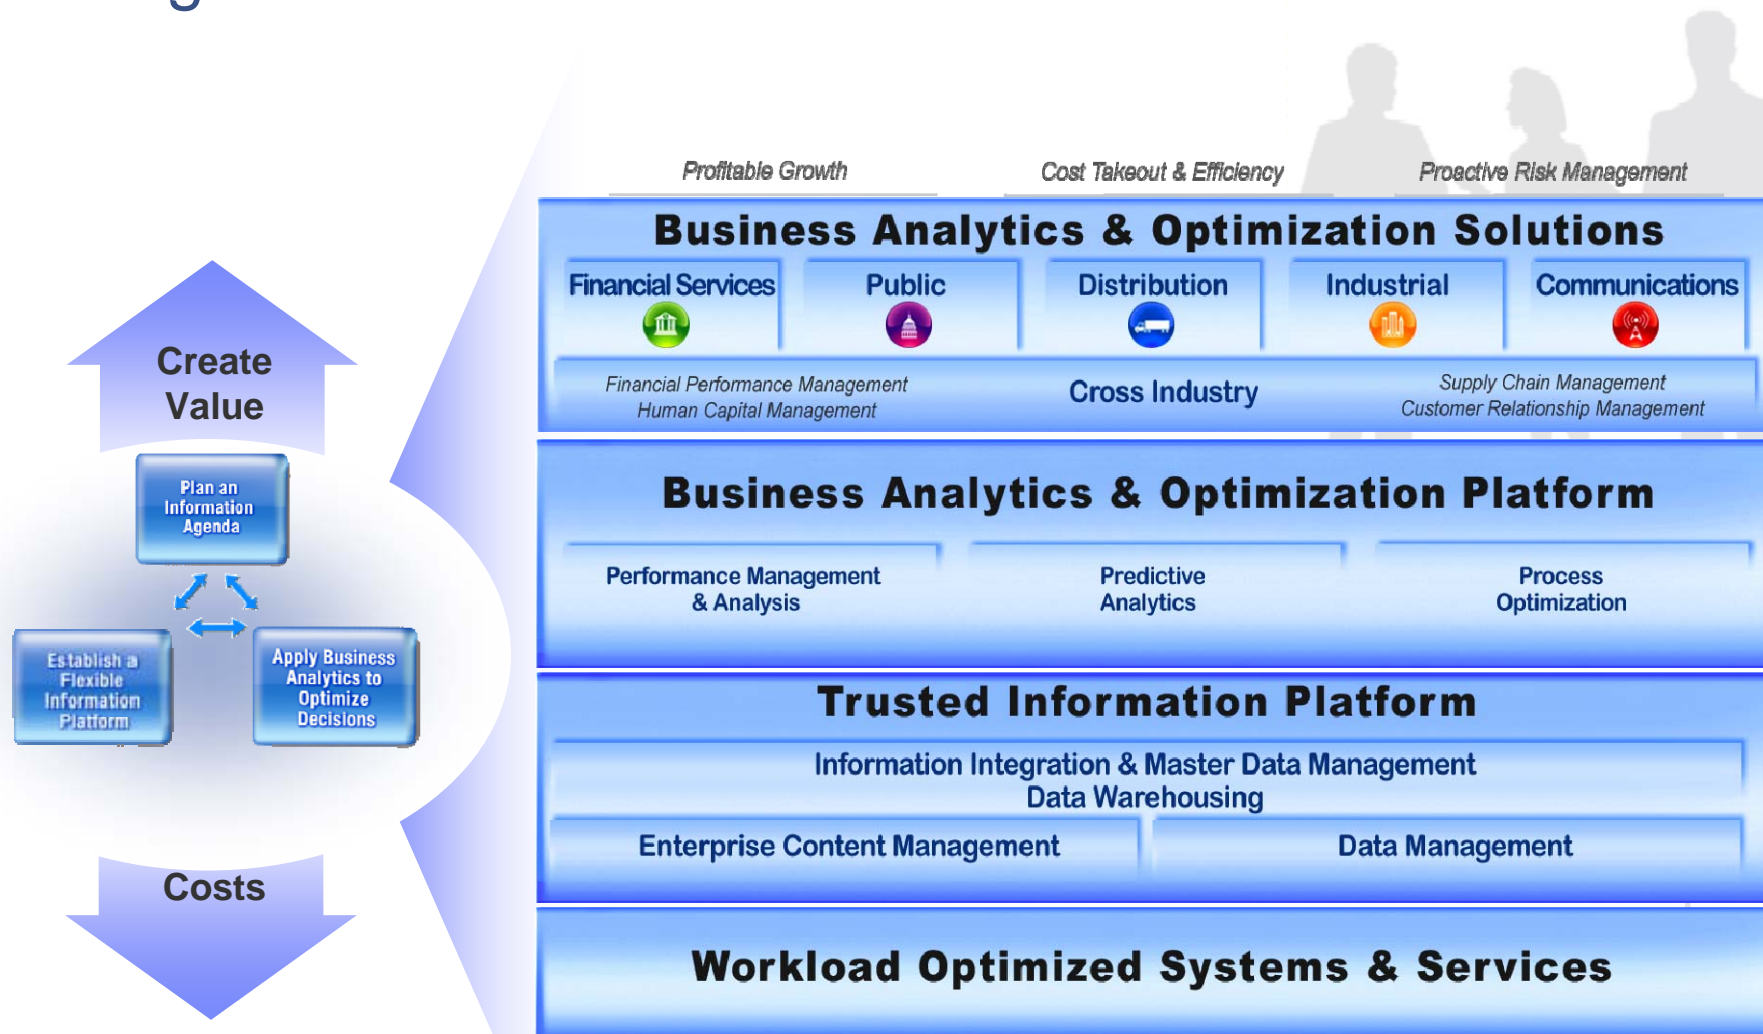 Profitable Growth
Cost Takeout & Efficiency
Proactive Risk Management
Business Analytics & Optimization Solutions
Financial Services
Public
Distribution
Industrial
Communications
Financial Performance Management
Human Capital Management
Cross Industry
Supply Chain Management
Customer Relationship Management
Business Analytics & Optimization Platform
Performance Management
& Analysis
Predictive
Analytics
Process
Optimization
Trusted Information Platform
Information Integration & Master Data Management
Data Warehousing
Enterprise Content Management
Data Management
Workload Optimized Systems & Services
Create
Value
Plan an
Information
Agenda
Establish a
Flexible
Information
Platform
Apply Business
Analytics to
Optimize
Decisions
Costs